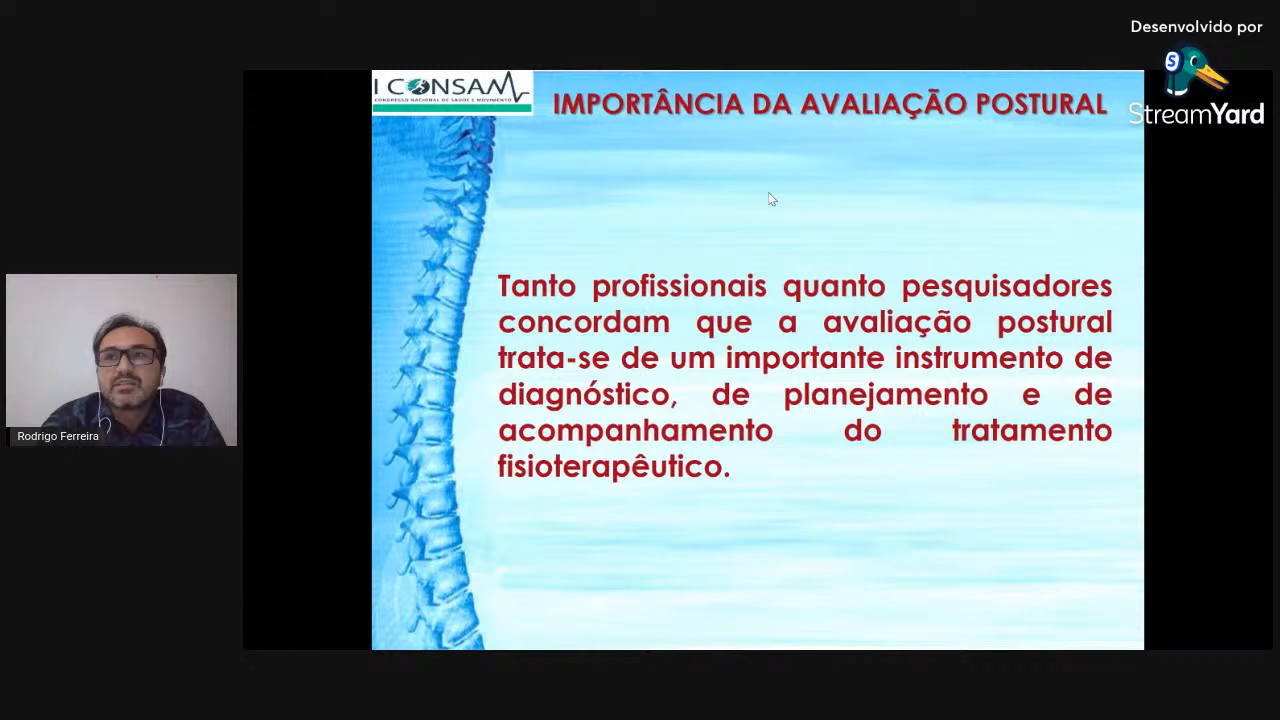 Desenvolvido por
StreamYard
I CONSAM
CONGRESSO NACIONAL DE SAÚDE E MOVIMENTO
IMPORTÂNCIA DA AVALIAÇÃO POSTURAL
Tanto profissionais quanto pesquisadores
concordam que a avaliação postural
trata-se de um importante instrumento de
diagnóstico, de planejamento e de
acompanhamento do tratamento
fisioterapêutico.
Rodrigo Ferreira